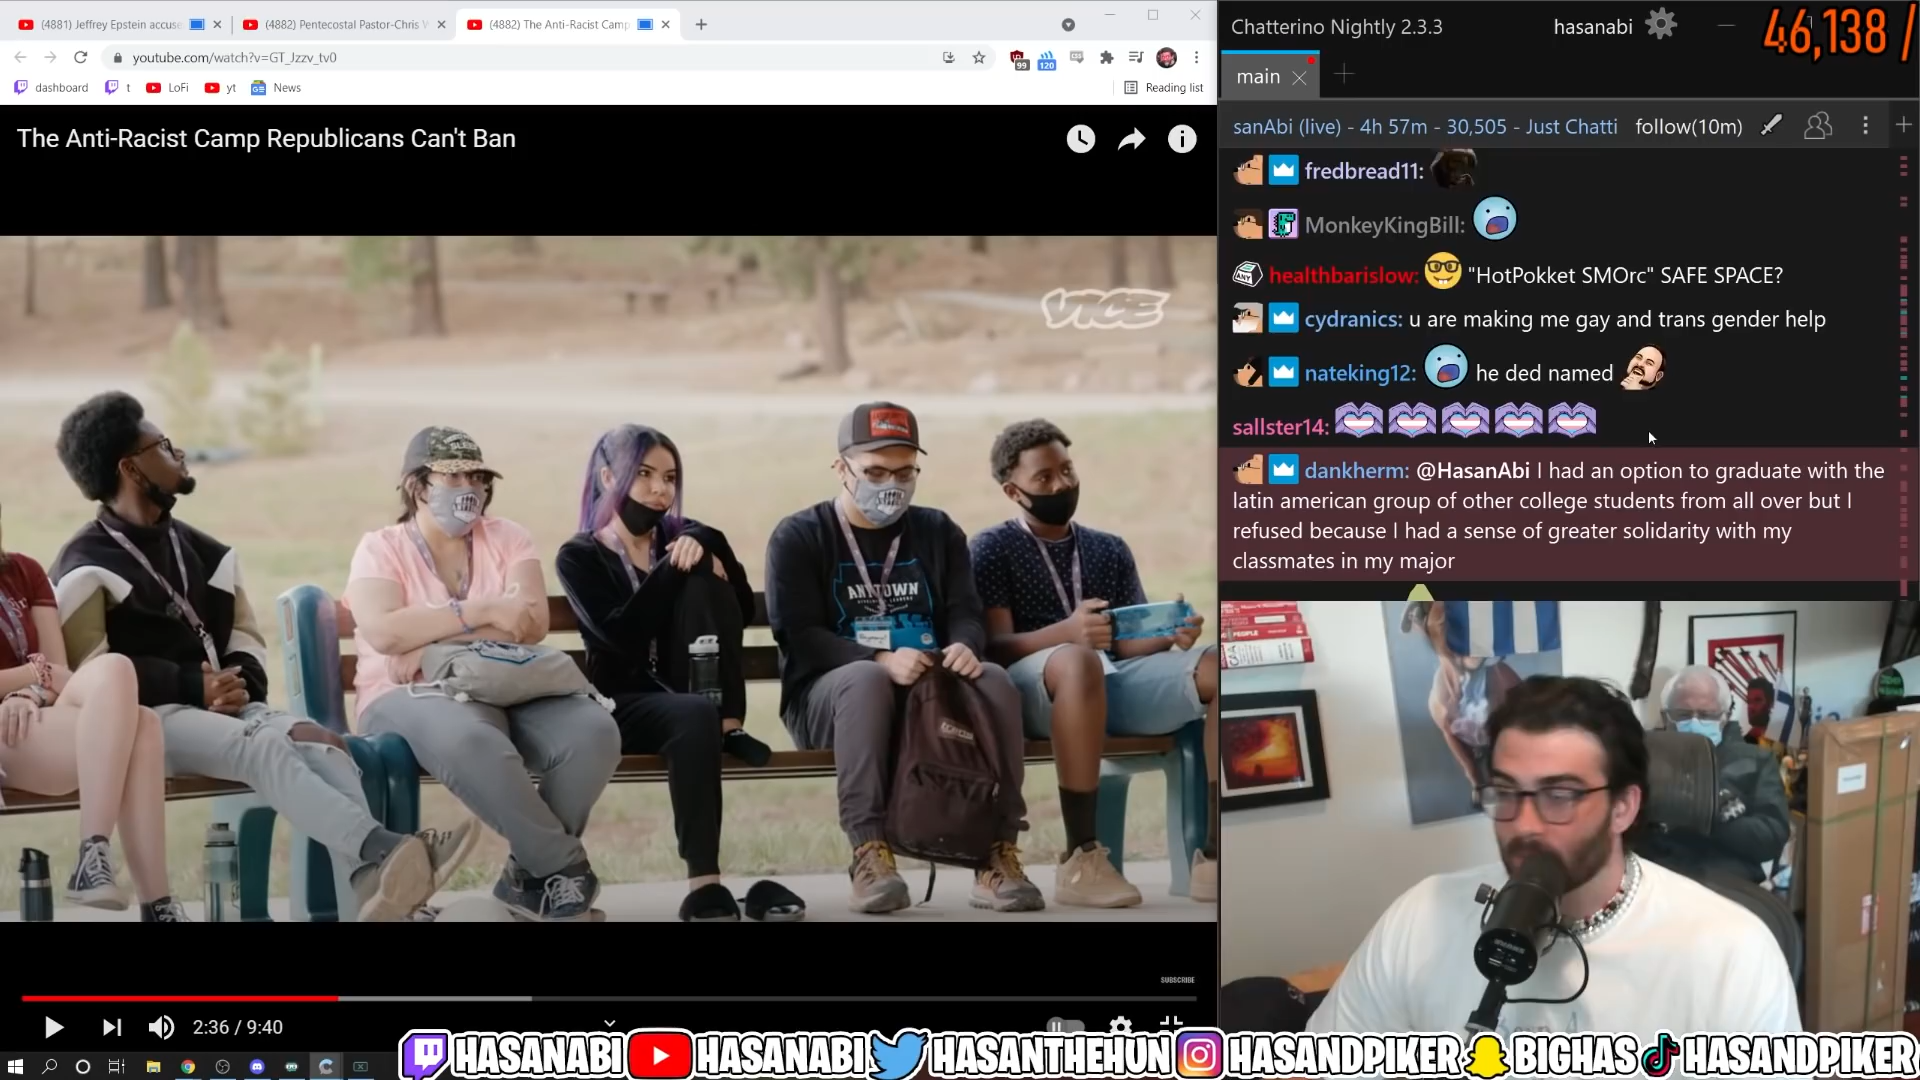 (4881) Jeffrey Epstein accuse
(4882) Pentecostal Pastor-Chris
(4882) The Anti-Racist Camp
youtube.com/watch?v=GT_Jzzv_tv0
99
120
dashboard
t
LoFi
yt
News
Reading list
The Anti-Racist Camp Republicans Can't Ban
VICE
ANYTOWN
SUBSCRIBE
2:36 / 9:40
Chatterino Nightly 2.3.3
hasanabi
46,138 /
main
sanAbi (live) - 4h 57m - 30,505 - Just Chatti
follow(10m)
fredbread11:
MonkeyKingBill:
healthbarislow: "HotPokket SMOrc" SAFE SPACE?
cydranics: u are making me gay and trans gender help
nateking12: he ded named
sallster14:
dankherm: @HasanAbi I had an option to graduate with the
latin american group of other college students from all over but I
refused because I had a sense of greater solidarity with my
classmates in my major
PEOPLE
HASANABI HASANABI HASANTHEHUN HASANDPIKER BIGHAS HASANDPIKER